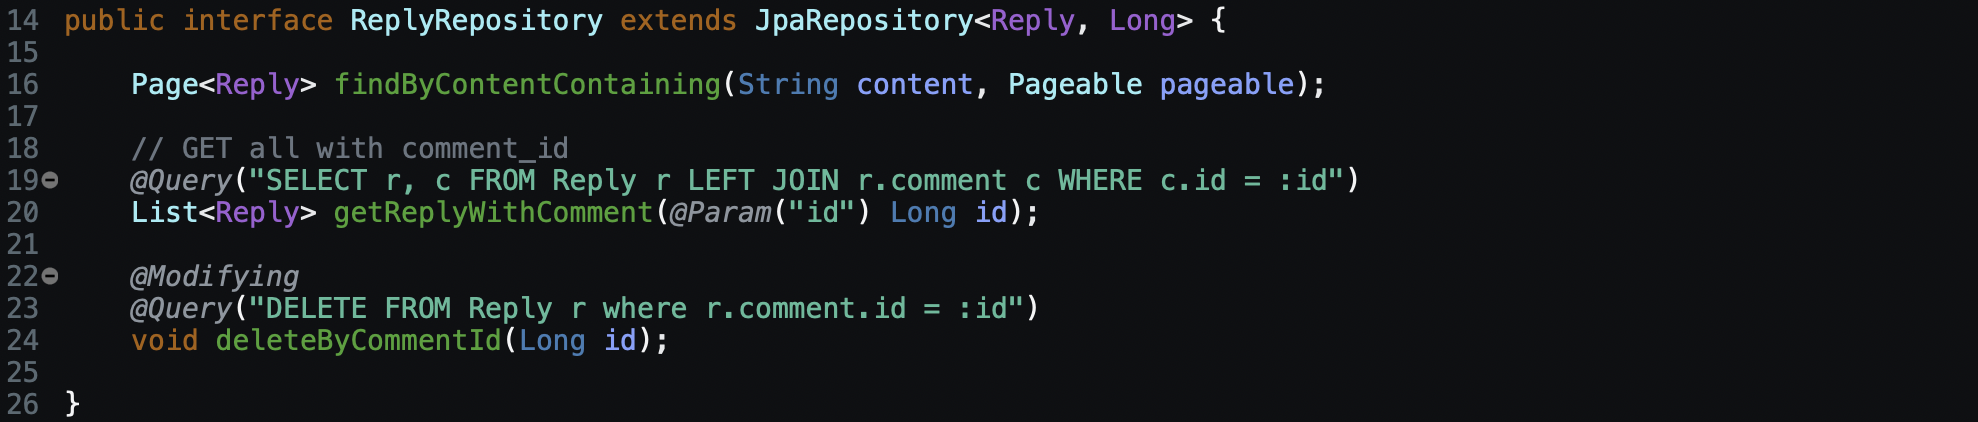 14 public interface ReplyRepository extends JpaRepository<Reply, Long> {
15
16     Page<Reply> findByContentContaining(String content, Pageable pageable);
17
18     // GET all with comment_id
19     @Query("SELECT r, c FROM Reply r LEFT JOIN r.comment c WHERE c.id = :id")
20     List<Reply> getReplyWithComment(@Param("id") Long id);
21
22     @Modifying
23     @Query("DELETE FROM Reply r where r.comment.id = :id")
24     void deleteByCommentId(Long id);
25
26 }